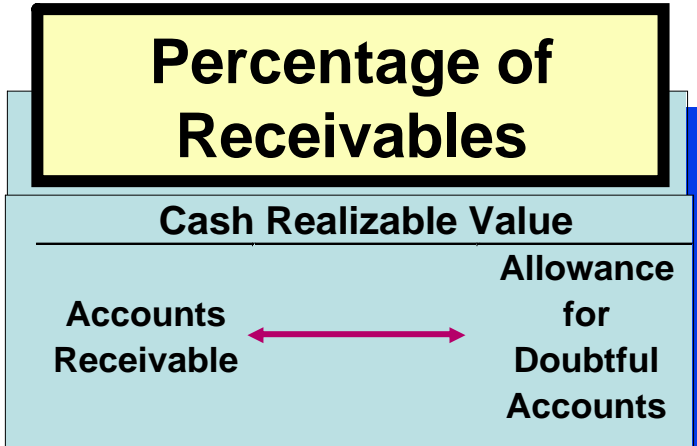 Percentage of
Receivables
Cash Realizable Value
Accounts
Receivable
Allowance
for
Doubtful
Accounts